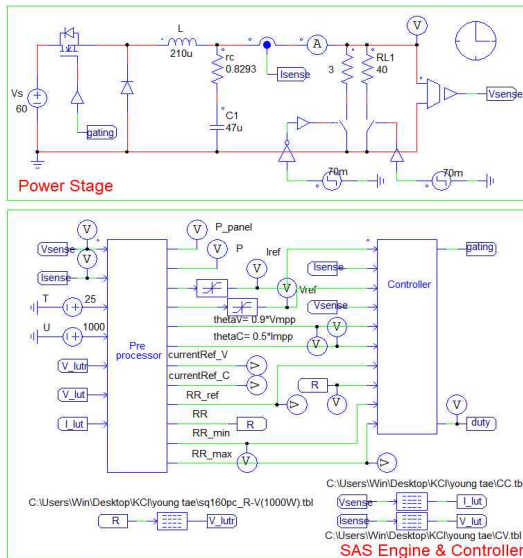 L
210u
rc
0.8293
A
V
Isense
3
RL1
40
Vs
60
gating
C1
47u
Vsense
70m
70m
Power Stage
V
V
V
P_panel
Vsense
V
P
Iref
gating
Isense
V
V
Isense
T
25
V
Vref
Controller
Vsense
U
1000
Pre
processor
thetaV= 0.9*Vmpp
thetaC= 0.5*Impp
V
V
V_lutr
currentRef_V
V
currentRef_C
V
R
V_lut
RR_ref
V
V
V
I_lut
RR
R
duty
RR_min
V
RR_max
V
C:\Users\Win\Desktop\KCI\young tae\CC.tbl
Vsense
I_lut
C:\Users\Win\Desktop\KCI\young tae\sq160pc_R-V(1000W).tbl
R
V_lutr
Isense
V_lut
C:\Users\Win\Desktop\KCI\young tae\CV.tbl
SAS Engine & Controller